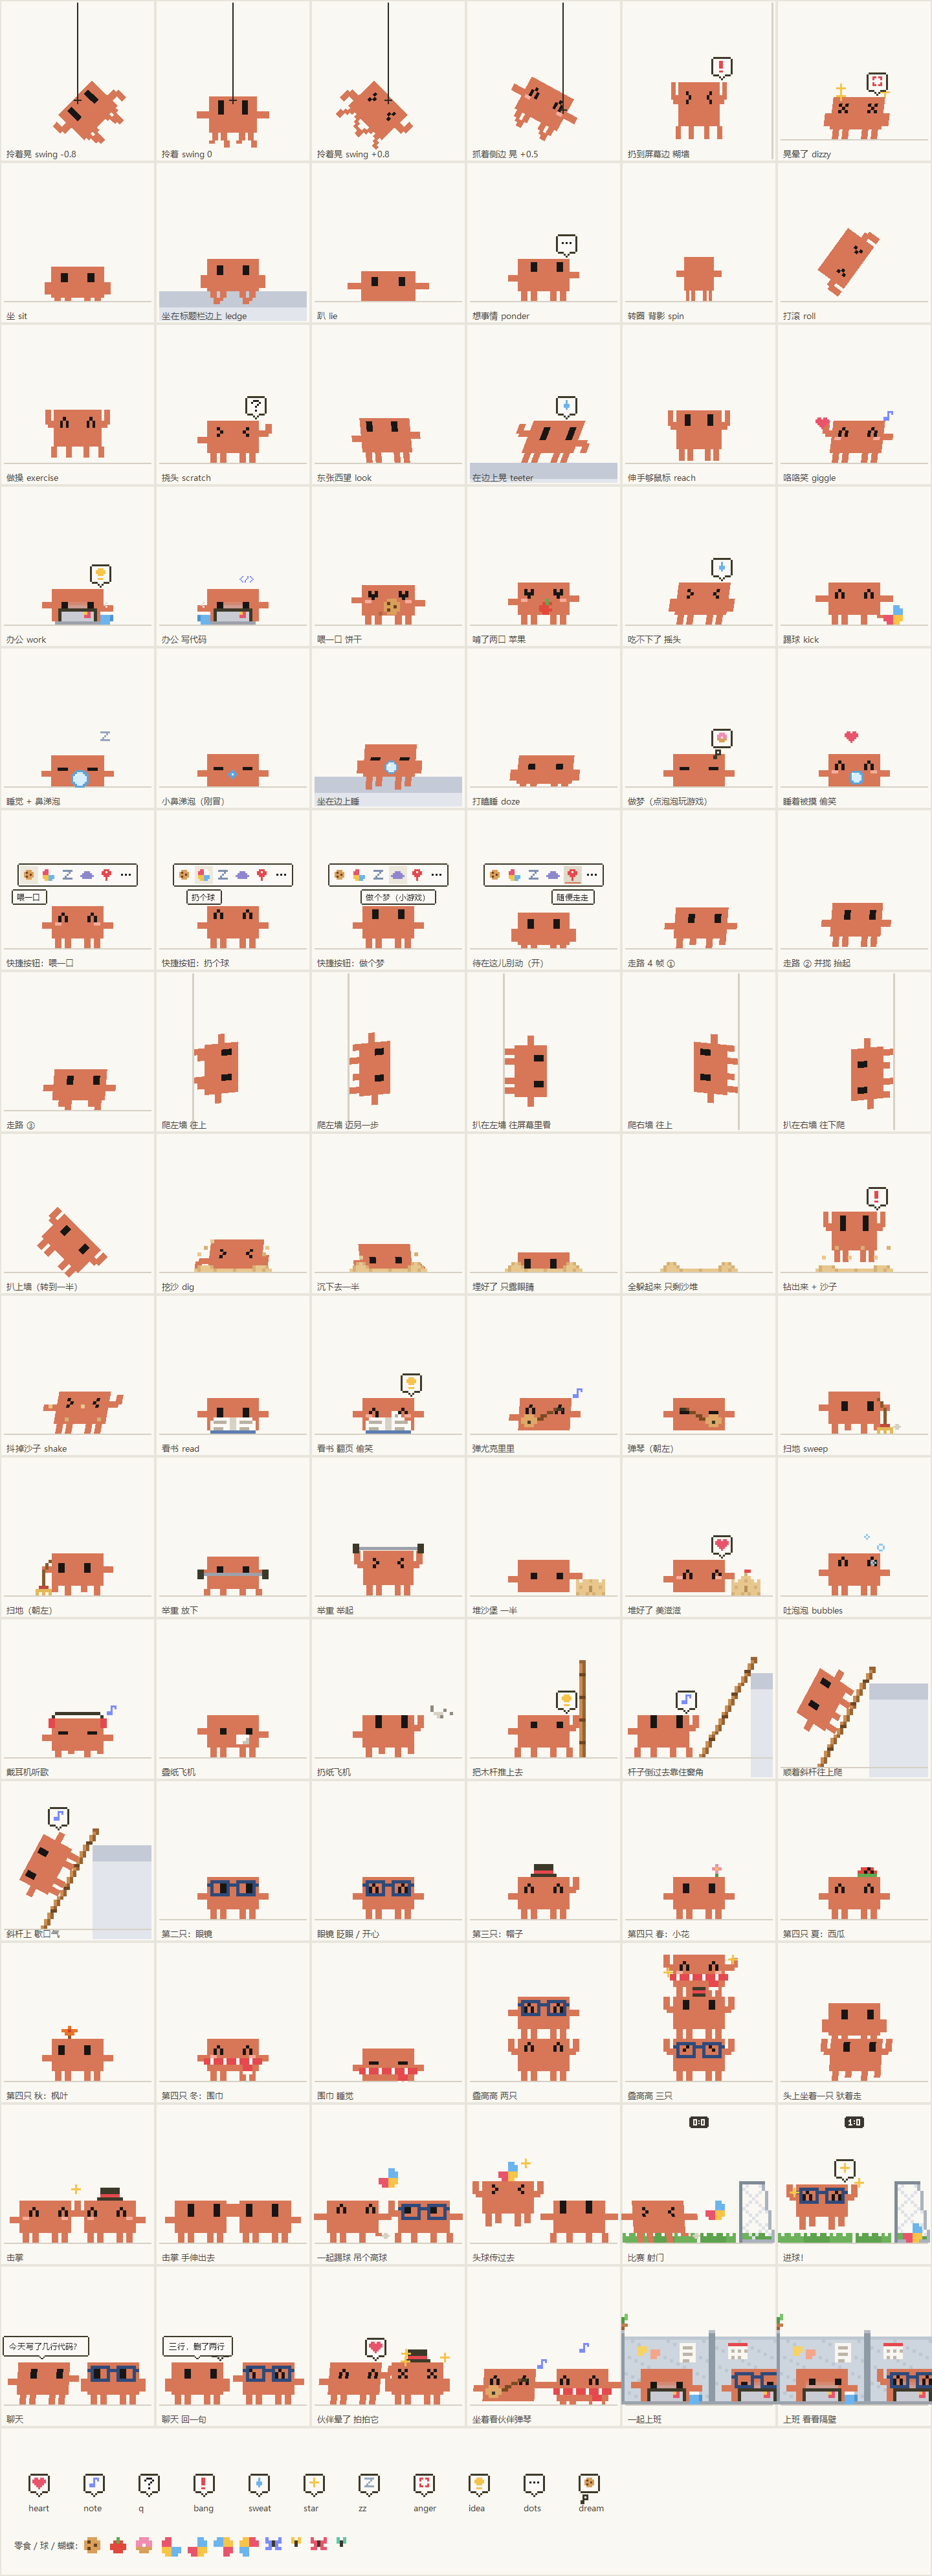 拎着晃 swing -0.8
拎着 swing 0
拎着晃 swing +0.8
抓着侧边 晃 +0.5
扔到屏幕边 糊墙
晃晕了 dizzy
坐 sit
坐在标题栏边上 ledge
趴 lie
想事情 ponder
转圈 背影 spin
打滚 roll
做操 exercise
挠头 scratch
东张西望 look
在边上晃 teeter
伸手够鼠标 reach
咯咯笑 giggle
办公 work
</>
办公 写代码
喂一口 饼干
啃了两口 苹果
吃不下了 摇头
踢球 kick
睡觉 + 鼻涕泡
小鼻涕泡（刚冒）
坐在边上睡
打瞌睡 doze
做梦（点泡泡玩游戏）
睡着被摸 偷笑
喂一口
扔个球
做个梦（小游戏）
随便走走
快捷按钮：喂一口
快捷按钮：扔个球
快捷按钮：做个梦
待在这儿别动（开）
走路 4 帧 ①
走路 ② 并拢 抬起
走路 ③
爬左墙 往上
爬左墙 迈另一步
扒在左墙 往屏幕里看
爬右墙 往上
扒在右墙 往下爬
扒上墙（转到一半）
挖沙 dig
沉下去一半
埋好了 只露眼睛
全躲起来 只剩沙堆
钻出来 + 沙子
抖掉沙子 shake
看书 read
看书 翻页 偷笑
弹尤克里里
弹琴（朝左）
扫地 sweep
扫地（朝左）
举重 放下
举重 举起
堆沙堡 一半
堆好了 美滋滋
吐泡泡 bubbles
戴耳机听歌
叠纸飞机
扔纸飞机
把木杆推上去
杆子倒过去靠住窗角
顺着斜杆往上爬
斜杆上 歇口气
第二只：眼镜
眼镜 眨眼 / 开心
第三只：帽子
第四只 春：小花
第四只 夏：西瓜
第四只 秋：枫叶
第四只 冬：围巾
围巾 睡觉
叠高高 两只
叠高高 三只
头上坐着一只 驮着走
0:0
1:0
击掌
击掌 手伸出去
一起踢球 吊个高球
头球传过去
比赛 射门
进球！
今天写了几行代码？
三行，删了两行
聊天
聊天 回一句
伙伴晕了 拍拍它
坐着看伙伴弹琴
一起上班
上班 看看隔壁
heart
note
q
bang
sweat
star
zz
anger
idea
dots
dream
零食 / 球 / 蝴蝶：